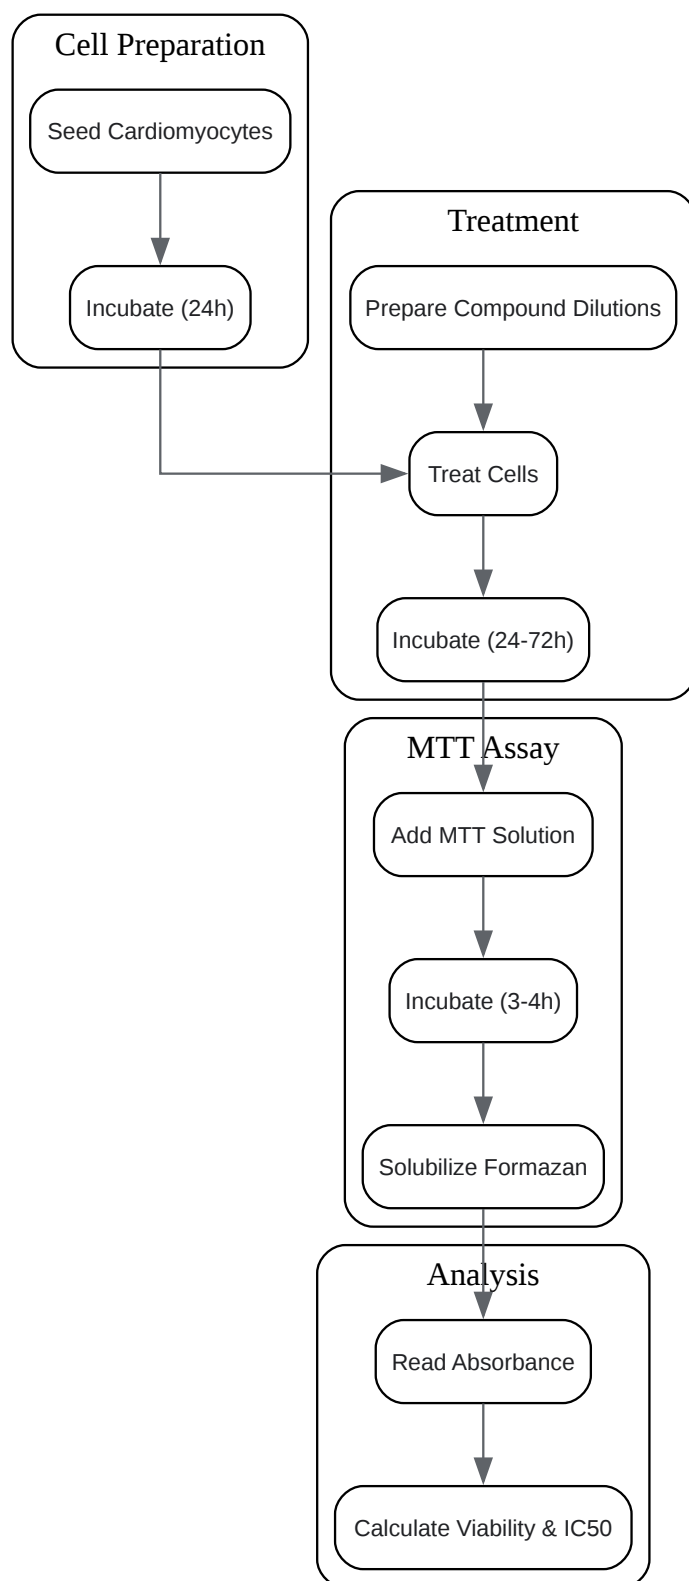 Cell Preparation
Seed Cardiomyocytes
Incubate (24h)
Treatment
Prepare Compound Dilutions
Treat Cells
Incubate (24-72h)
MTT Assay
Add MTT Solution
Incubate (3-4h)
Solubilize Formazan
Analysis
Read Absorbance
Calculate Viability & IC50